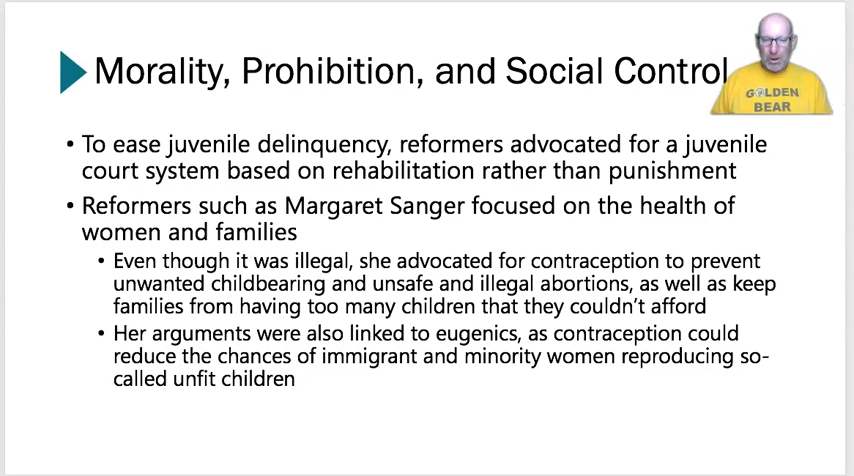 Morality, Prohibition, and Social Control
GOLDEN
BEAR
• To ease juvenile delinquency, reformers advocated for a juvenile
court system based on rehabilitation rather than punishment
• Reformers such as Margaret Sanger focused on the health of
women and families
• Even though it was illegal, she advocated for contraception to prevent
unwanted childbearing and unsafe and illegal abortions, as well as keep
families from having too many children that they couldn't afford
• Her arguments were also linked to eugenics, as contraception could
reduce the chances of immigrant and minority women reproducing so-
called unfit children